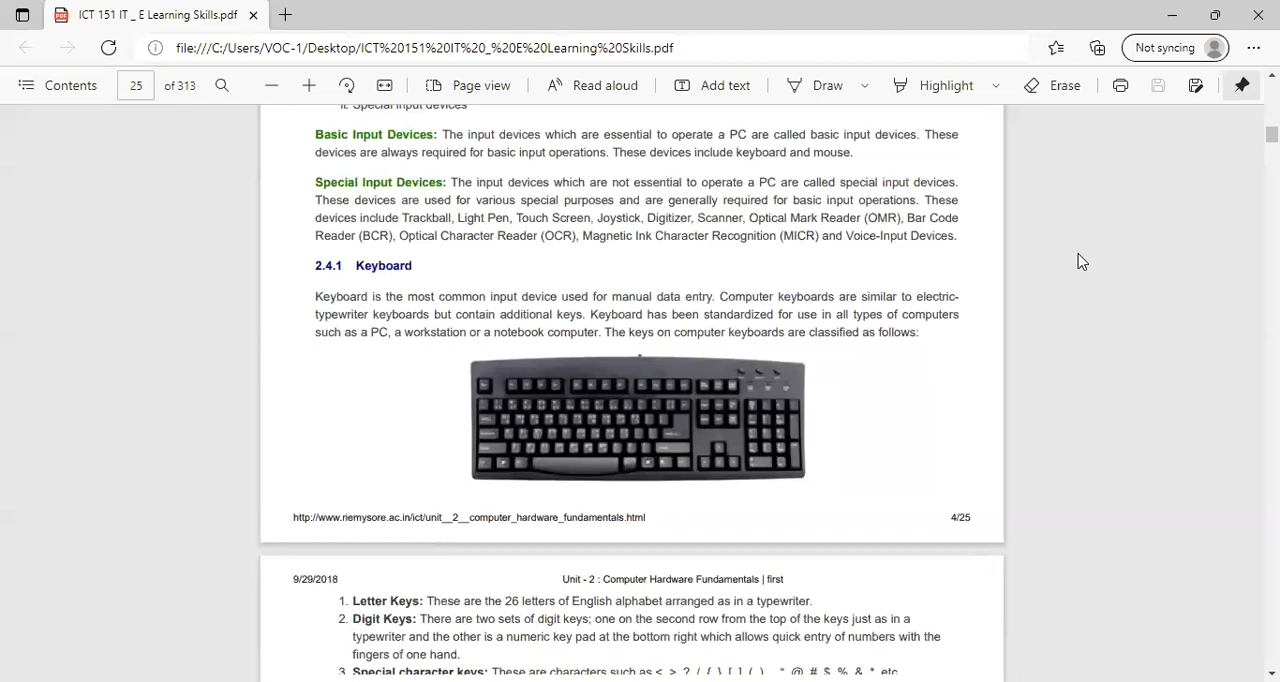 ICT 151 IT _ E Learning Skills.pdf
file:///C:/Users/VOC-1/Desktop/ICT%20151%20IT%20_%20E%20Learning%20Skills.pdf
Not syncing
Contents 25 of 313 Page view Read aloud Add text Draw Highlight Erase
ii. Special input devices
Basic Input Devices: The input devices which are essential to operate a PC are called basic input devices. These
devices are always required for basic input operations. These devices include keyboard and mouse.
Special Input Devices: The input devices which are not essential to operate a PC are called special input devices.
These devices are used for various special purposes and are generally required for basic input operations. These
devices include Trackball, Light Pen, Touch Screen, Joystick, Digitizer, Scanner, Optical Mark Reader (OMR), Bar Code
Reader (BCR), Optical Character Reader (OCR), Magnetic Ink Character Recognition (MICR) and Voice-Input Devices.
2.4.1 Keyboard
Keyboard is the most common input device used for manual data entry. Computer keyboards are similar to electric-
typewriter keyboards but contain additional keys. Keyboard has been standardized for use in all types of computers
such as a PC, a workstation or a notebook computer. The keys on computer keyboards are classified as follows:
http://www.riemysore.ac.in/ict/unit__2__computer_hardware_fundamentals.html 4/25
9/29/2018 Unit - 2 : Computer Hardware Fundamentals | first
1. Letter Keys: These are the 26 letters of English alphabet arranged as in a typewriter.
2. Digit Keys: There are two sets of digit keys; one on the second row from the top of the keys just as in a
typewriter and the other is a numeric key pad at the bottom right which allows quick entry of numbers with the
fingers of one hand.
3. Special character keys: These are characters such as <, >, ?, /, { }, [ ], ( ), . " @, #, $, %, &, *, etc